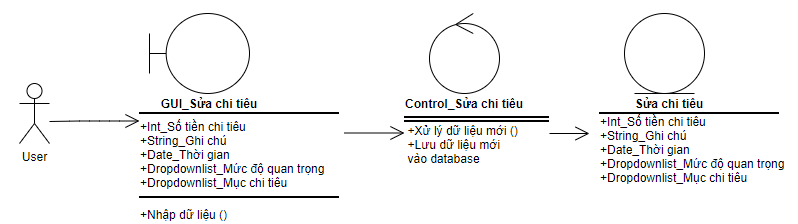 User
GUI_Sửa chi tiêu
+Int_Số tiền chi tiêu
+String_Ghi chú
+Date_Thời gian
+Dropdownlist_Mức độ quan trọng
+Dropdownlist_Mục chi tiêu
+Nhập dữ liệu ()
Control_Sửa chi tiêu
+Xử lý dữ liệu mới ()
+Lưu dữ liệu mới
vào database
Sửa chi tiêu
+Int_Số tiền chi tiêu
+String_Ghi chú
+Date_Thời gian
+Dropdownlist_Mức độ quan trọng
+Dropdownlist_Mục chi tiêu